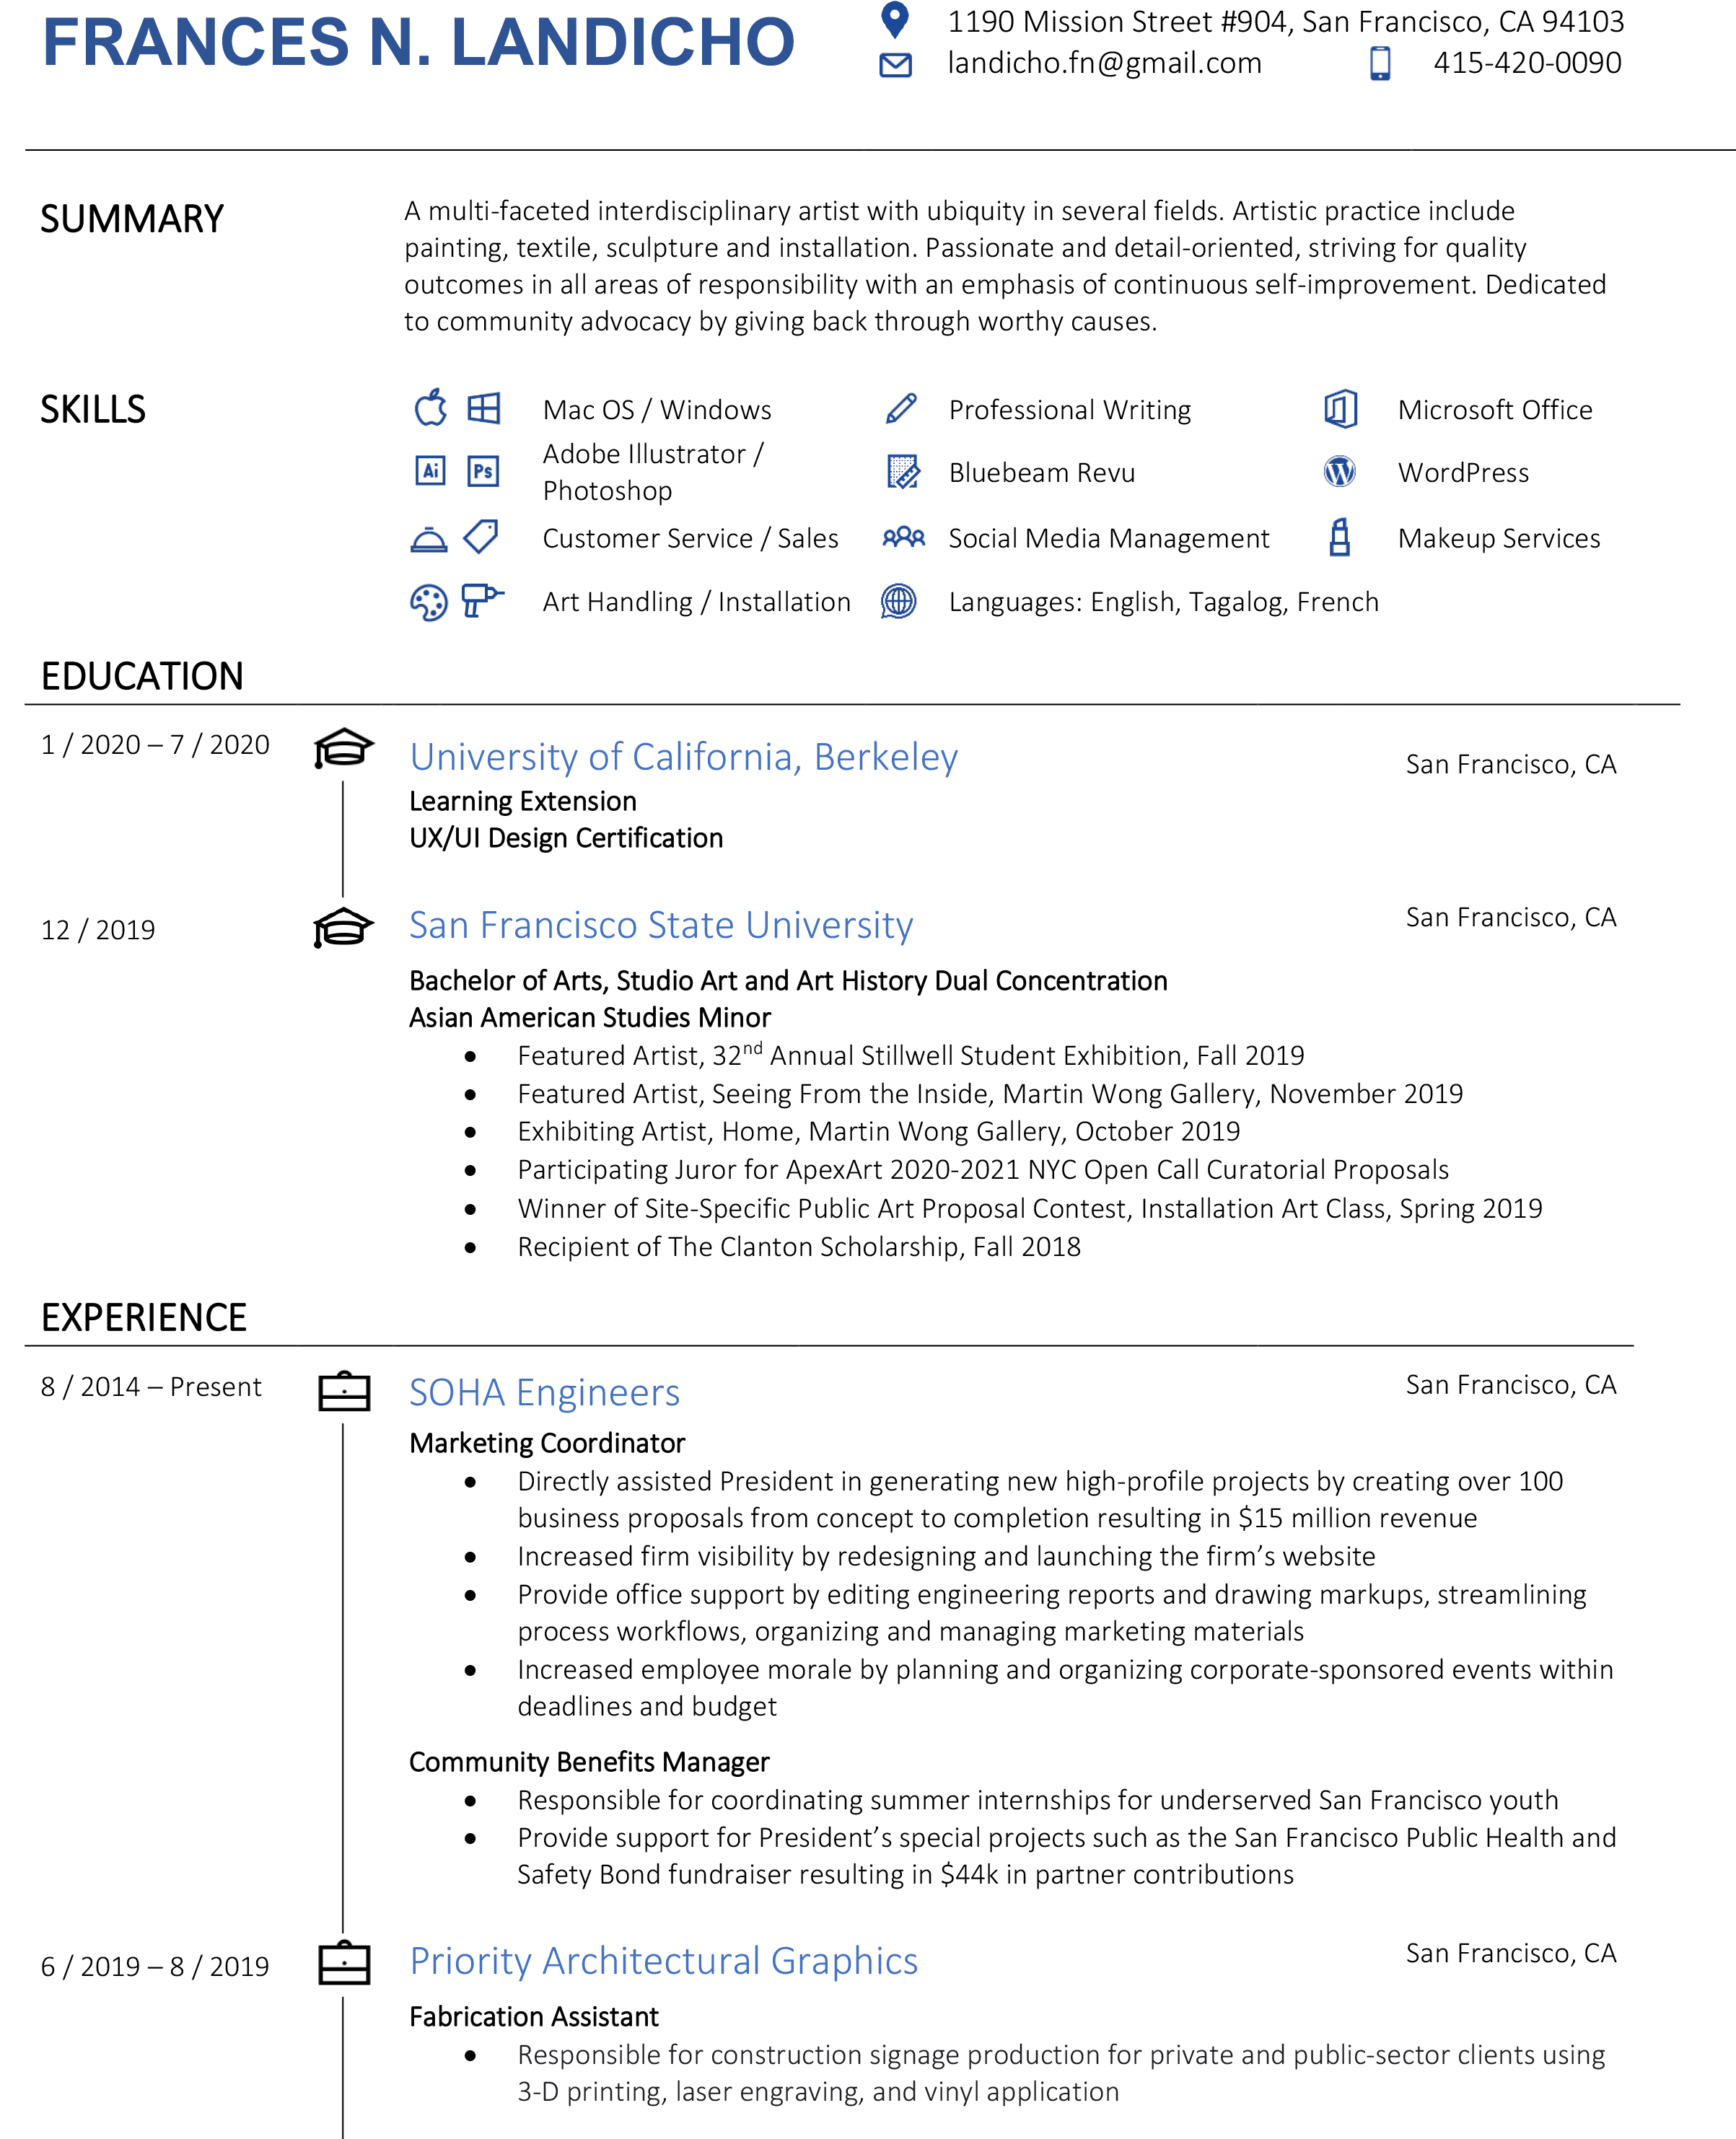 FRANCES N. LANDICHO
1190 Mission Street #904, San Francisco, CA 94103
landicho.fn@gmail.com 415-420-0090
SUMMARY
A multi-faceted interdisciplinary artist with ubiquity in several fields. Artistic practice include
painting, textile, sculpture and installation. Passionate and detail-oriented, striving for quality
outcomes in all areas of responsibility with an emphasis of continuous self-improvement. Dedicated
to community advocacy by giving back through worthy causes.
SKILLS
Mac OS / Windows
Professional Writing
Microsoft Office
Ai Ps
Adobe Illustrator /
Photoshop
Bluebeam Revu
WordPress
Customer Service / Sales
Social Media Management
Makeup Services
Art Handling / Installation
Languages: English, Tagalog, French
EDUCATION
1 / 2020 – 7 / 2020
University of California, Berkeley
San Francisco, CA
Learning Extension
UX/UI Design Certification
12 / 2019
San Francisco State University
San Francisco, CA
Bachelor of Arts, Studio Art and Art History Dual Concentration
Asian American Studies Minor
• Featured Artist, 32nd Annual Stillwell Student Exhibition, Fall 2019
• Featured Artist, Seeing From the Inside, Martin Wong Gallery, November 2019
• Exhibiting Artist, Home, Martin Wong Gallery, October 2019
• Participating Juror for ApexArt 2020-2021 NYC Open Call Curatorial Proposals
• Winner of Site-Specific Public Art Proposal Contest, Installation Art Class, Spring 2019
• Recipient of The Clanton Scholarship, Fall 2018
EXPERIENCE
8 / 2014 – Present
SOHA Engineers
San Francisco, CA
Marketing Coordinator
• Directly assisted President in generating new high-profile projects by creating over 100
business proposals from concept to completion resulting in $15 million revenue
• Increased firm visibility by redesigning and launching the firm’s website
• Provide office support by editing engineering reports and drawing markups, streamlining
process workflows, organizing and managing marketing materials
• Increased employee morale by planning and organizing corporate-sponsored events within
deadlines and budget
Community Benefits Manager
• Responsible for coordinating summer internships for underserved San Francisco youth
• Provide support for President’s special projects such as the San Francisco Public Health and
Safety Bond fundraiser resulting in $44k in partner contributions
6 / 2019 – 8 / 2019
Priority Architectural Graphics
San Francisco, CA
Fabrication Assistant
• Responsible for construction signage production for private and public-sector clients using
3-D printing, laser engraving, and vinyl application